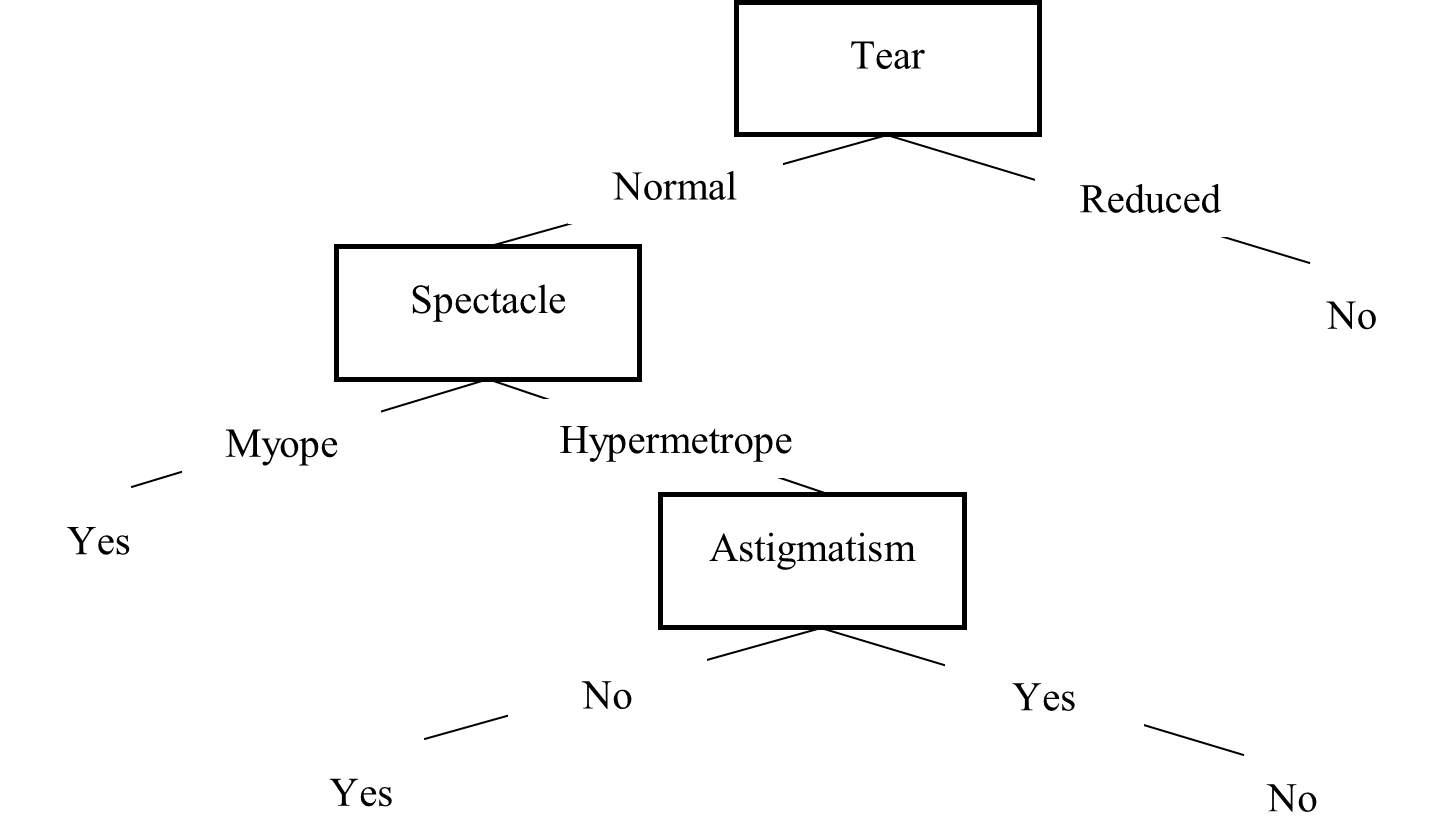 Tear
Normal
Reduced
Spectacle
No
Myope
Hypermetrope
Yes
Astigmatism
No
Yes
Yes
No